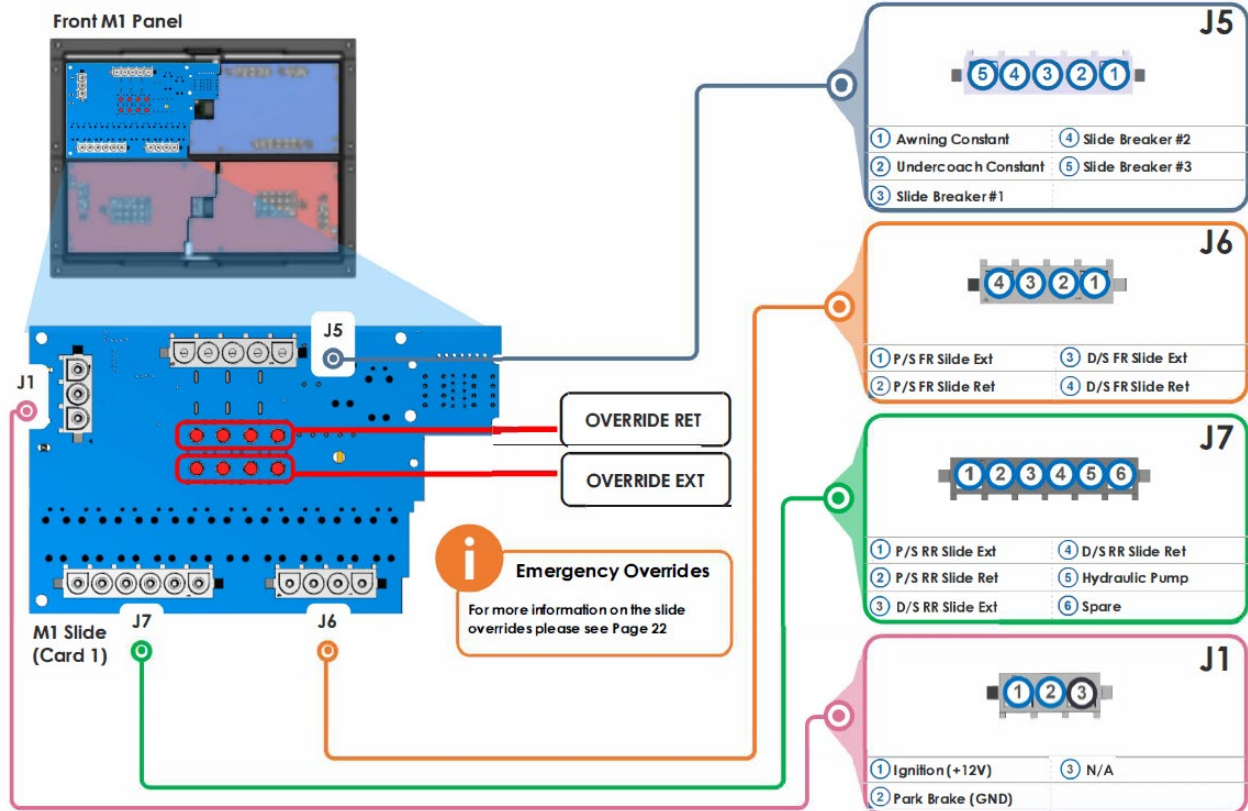 Front M1 Panel
J5
5 4 3 2 1
1 Awning Constant 4 Slide Breaker #2
2 Undercoach Constant 5 Slide Breaker #3
3 Slide Breaker #1
J6
4 3 2 1
1 P/S FR Slide Ext 3 D/S FR Slide Ext
2 P/S FR Slide Ret 4 D/S FR Slide Ret
J7
1 2 3 4 5 6
1 P/S RR Slide Ext 4 D/S RR Slide Ret
2 P/S RR Slide Ret 5 Hydraulic Pump
3 D/S RR Slide Ext 6 Spare
J1
1 2 3
1 Ignition (+12V) 3 N/A
2 Park Brake (GND)
J5
J1
OVERRIDE RET
OVERRIDE EXT
i
Emergency Overrides
For more information on the slide
overrides please see Page 22
M1 Slide
(Card 1)
J7
J6